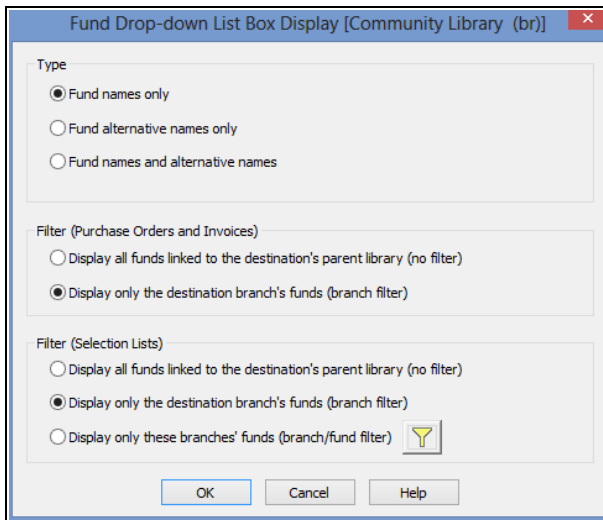 Fund Drop-down List Box Display [Community Library (br)]
Type
Fund names only
Fund alternative names only
Fund names and alternative names
Filter (Purchase Orders and Invoices)
Display all funds linked to the destination's parent library (no filter)
Display only the destination branch's funds (branch filter)
Filter (Selection Lists)
Display all funds linked to the destination's parent library (no filter)
Display only the destination branch's funds (branch filter)
Display only these branches' funds (branch/fund filter)
OK Cancel Help